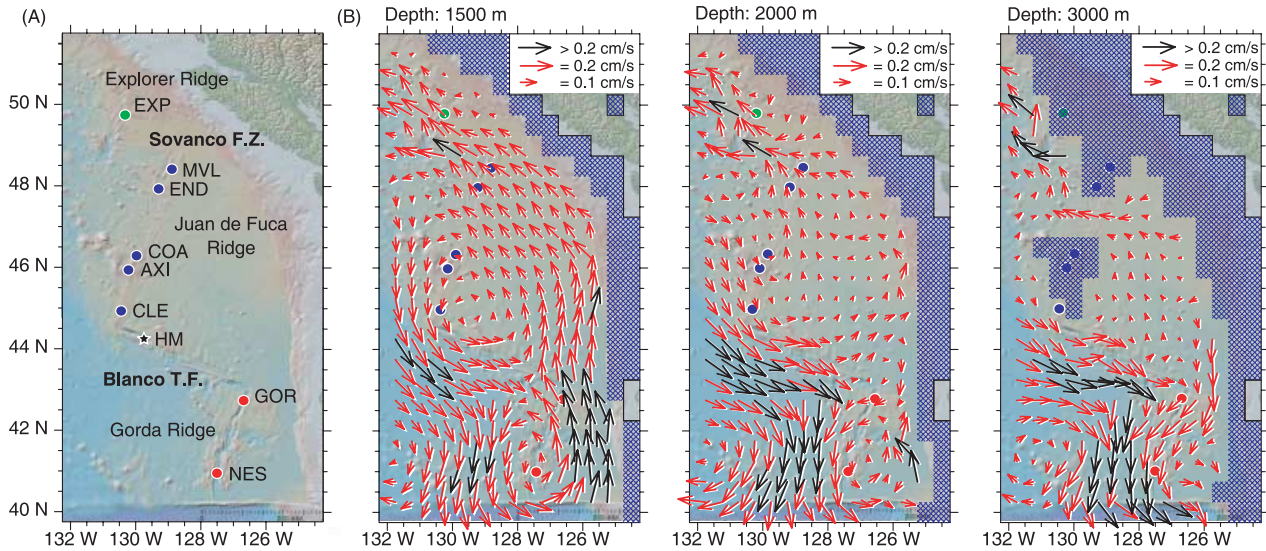 (A)
Explorer Ridge
EXP
Sovanco F.Z.
MVL
END
Juan de Fuca
Ridge
COA
AXI
CLE
HM
Blanco T.F.
GOR
Gorda Ridge
NES
50 N
48 N
46 N
44 N
42 N
40 N
132 W 130 W 128 W 126 W
(B)
Depth: 1500 m
> 0.2 cm/s
= 0.2 cm/s
= 0.1 cm/s
132 W 130 W 128 W 126 W
Depth: 2000 m
> 0.2 cm/s
= 0.2 cm/s
= 0.1 cm/s
132 W 130 W 128 W 126 W
Depth: 3000 m
> 0.2 cm/s
= 0.2 cm/s
= 0.1 cm/s
132 W 130 W 128 W 126 W